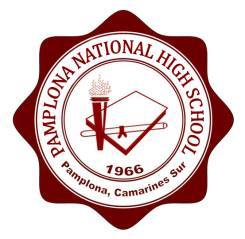 PAMPLONA NATIONAL HIGH SCHOOL
1966
Pamplona, Camarines Sur